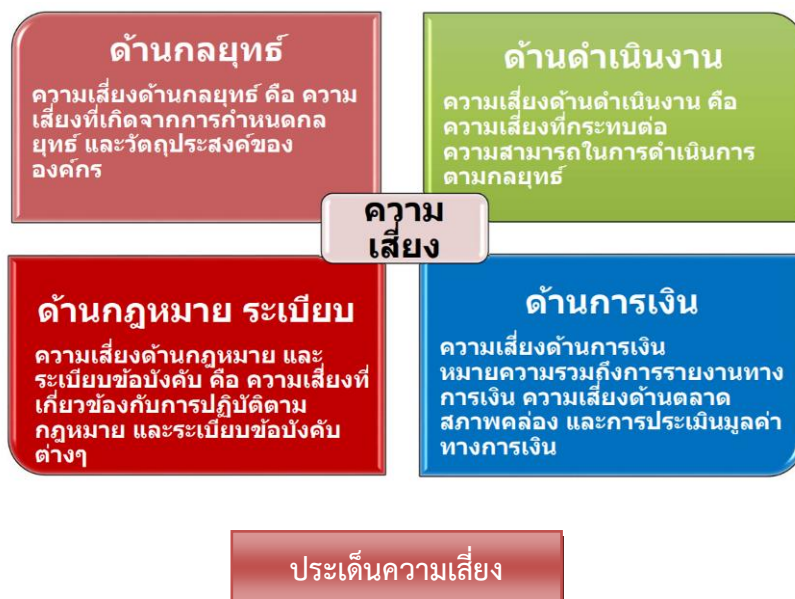 ด้านกลยุทธ์
ความเสี่ยงด้านกลยุทธ์ คือ ความ
เสี่ยงที่เกิดจากการกำหนดกล
ยุทธ์ และวัตถุประสงค์ของ
องค์กร
ด้านดำเนินงาน
ความเสี่ยงด้านดำเนินงาน คือ
ความเสี่ยงที่กระทบต่อ
ความสามารถในการดำเนินการ
ตามกลยุทธ์
ความ
เสี่ยง
ด้านกฎหมาย ระเบียบ
ความเสี่ยงด้านกฎหมาย และ
ระเบียบข้อบังคับ คือ ความเสี่ยงที่
เกี่ยวข้องกับการปฏิบัติตาม
กฎหมาย และระเบียบข้อบังคับ
ต่างๆ
ด้านการเงิน
ความเสี่ยงด้านการเงิน
หมายความรวมถึงการรายงานทาง
การเงิน ความเสี่ยงด้านตลาด
สภาพคล่อง และการประเมินมูลค่า
ทางการเงิน
ประเด็นความเสี่ยง